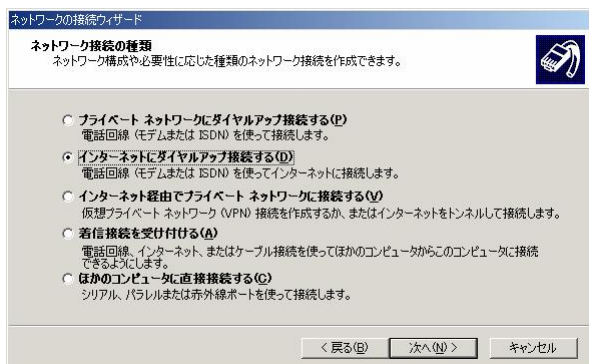 ネットワークの接続ウィザード
ネットワーク接続の種類
ネットワーク構成や必要性に応じた種類のネットワーク接続を作成できます。
プライベート ネットワークにダイヤルアップ接続する(P)
電話回線 (モデムまたは ISDN) を使って接続します。
インターネットにダイヤルアップ接続する(D)
電話回線 (モデムまたは ISDN) を使ってインターネットに接続します。
インターネット経由でプライベート ネットワークに接続する(V)
仮想プライベート ネットワーク (VPN) 接続を作成するか、またはインターネットをトンネルして接続します。
着信接続を受け付ける(A)
電話回線、インターネット、またはケーブル接続を使ってほかのコンピュータからこのコンピュータに接続
できるようにします。
ほかのコンピュータに直接接続する(C)
シリアル、パラレルまたは赤外線ポートを使って接続します。
< 戻る(B) 次へ(N) > キャンセル